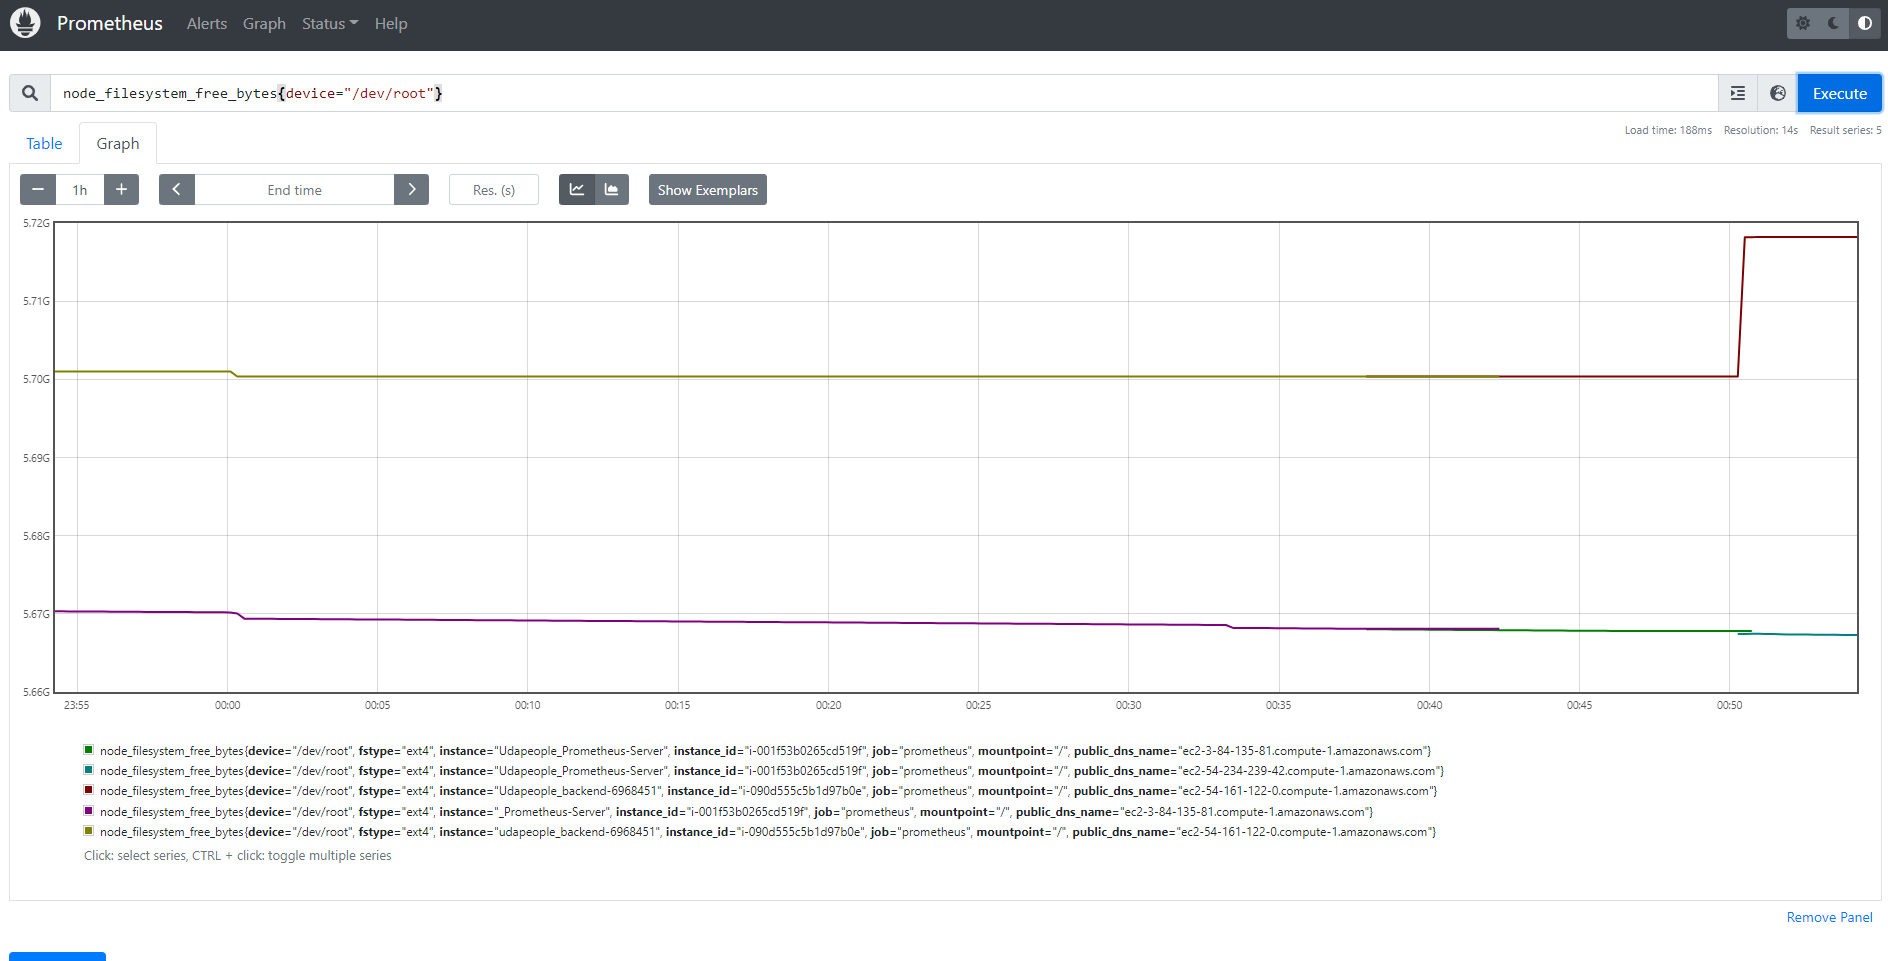 Prometheus Alerts Graph Status Help
node_filesystem_free_bytes{device="/dev/root"} Execute
Load time: 188ms Resolution: 14s Result series: 5
Table Graph
1h End time Res. (s) Show Exemplars
5.72G
5.71G
5.70G
5.69G
5.68G
5.67G
5.66G
23:55 00:00 00:05 00:10 00:15 00:20 00:25 00:30 00:35 00:40 00:45 00:50
node_filesystem_free_bytes{device="/dev/root", fstype="ext4", instance="Udapeople_Prometheus-Server", instance_id="i-001f53b0265cd519f", job="prometheus", mountpoint="/", public_dns_name="ec2-3-84-135-81.compute-1.amazonaws.com"}
node_filesystem_free_bytes{device="/dev/root", fstype="ext4", instance="Udapeople_Prometheus-Server", instance_id="i-001f53b0265cd519f", job="prometheus", mountpoint="/", public_dns_name="ec2-54-234-239-42.compute-1.amazonaws.com"}
node_filesystem_free_bytes{device="/dev/root", fstype="ext4", instance="Udapeople_backend-6968451", instance_id="i-090d555c5b1d97b0e", job="prometheus", mountpoint="/", public_dns_name="ec2-54-161-122-0.compute-1.amazonaws.com"}
node_filesystem_free_bytes{device="/dev/root", fstype="ext4", instance="_Prometheus-Server", instance_id="i-001f53b0265cd519f", job="prometheus", mountpoint="/", public_dns_name="ec2-3-84-135-81.compute-1.amazonaws.com"}
node_filesystem_free_bytes{device="/dev/root", fstype="ext4", instance="udapeople_backend-6968451", instance_id="i-090d555c5b1d97b0e", job="prometheus", mountpoint="/", public_dns_name="ec2-54-161-122-0.compute-1.amazonaws.com"}
Click: select series, CTRL + click: toggle multiple series
Remove Panel